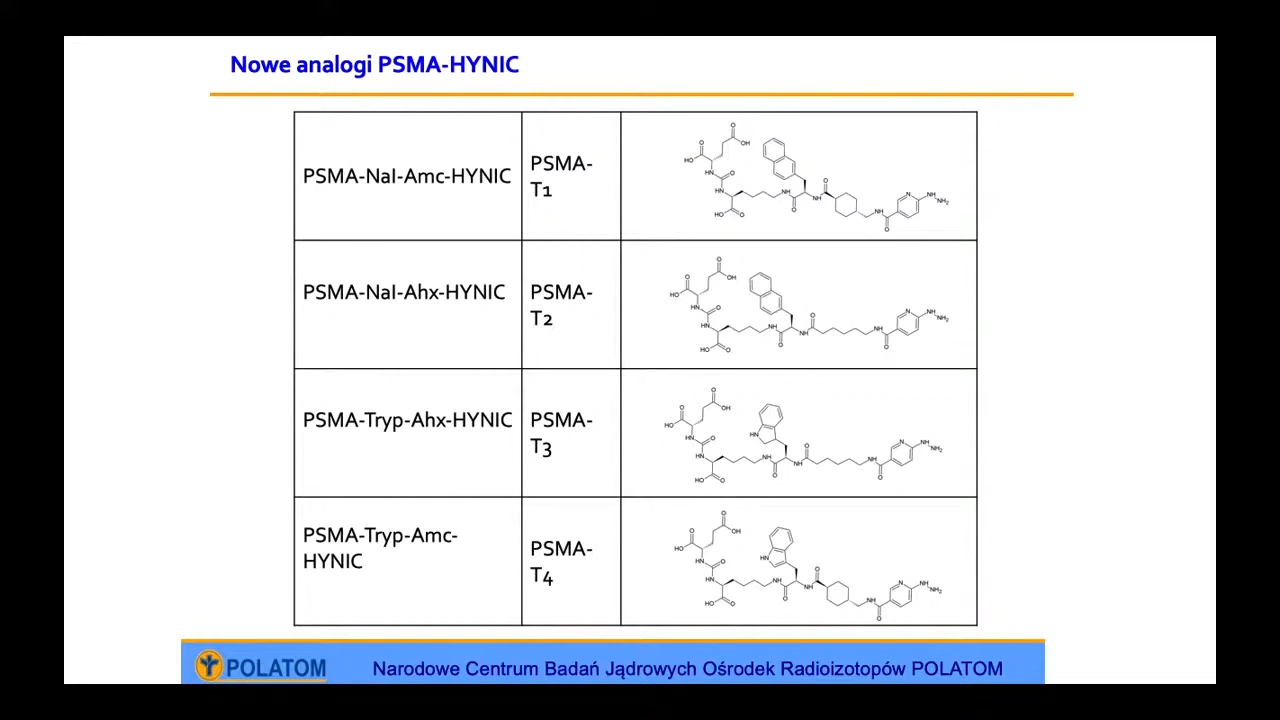 Nowe analogi PSMA-HYNIC
PSMA-Nal-Amc-HYNIC
PSMA-
T1
PSMA-Nal-Ahx-HYNIC
PSMA-
T2
PSMA-Tryp-Ahx-HYNIC
PSMA-
T3
PSMA-Tryp-Amc-
HYNIC
PSMA-
T4
POLATOM
Narodowe Centrum Badań Jądrowych Ośrodek Radioizotopów POLATOM